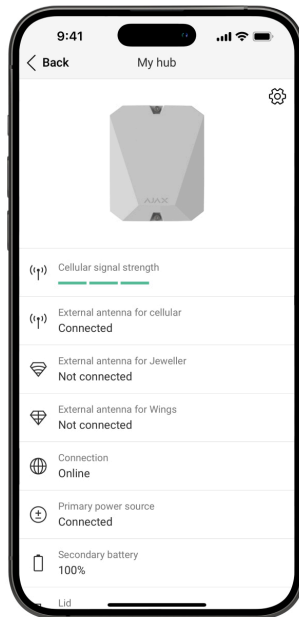 9:41
Back
My hub
AJAX
Cellular signal strength
External antenna for cellular
Connected
External antenna for Jeweller
Not connected
External antenna for Wings
Not connected
Connection
Online
Primary power source
Connected
Secondary battery
100%
Lid